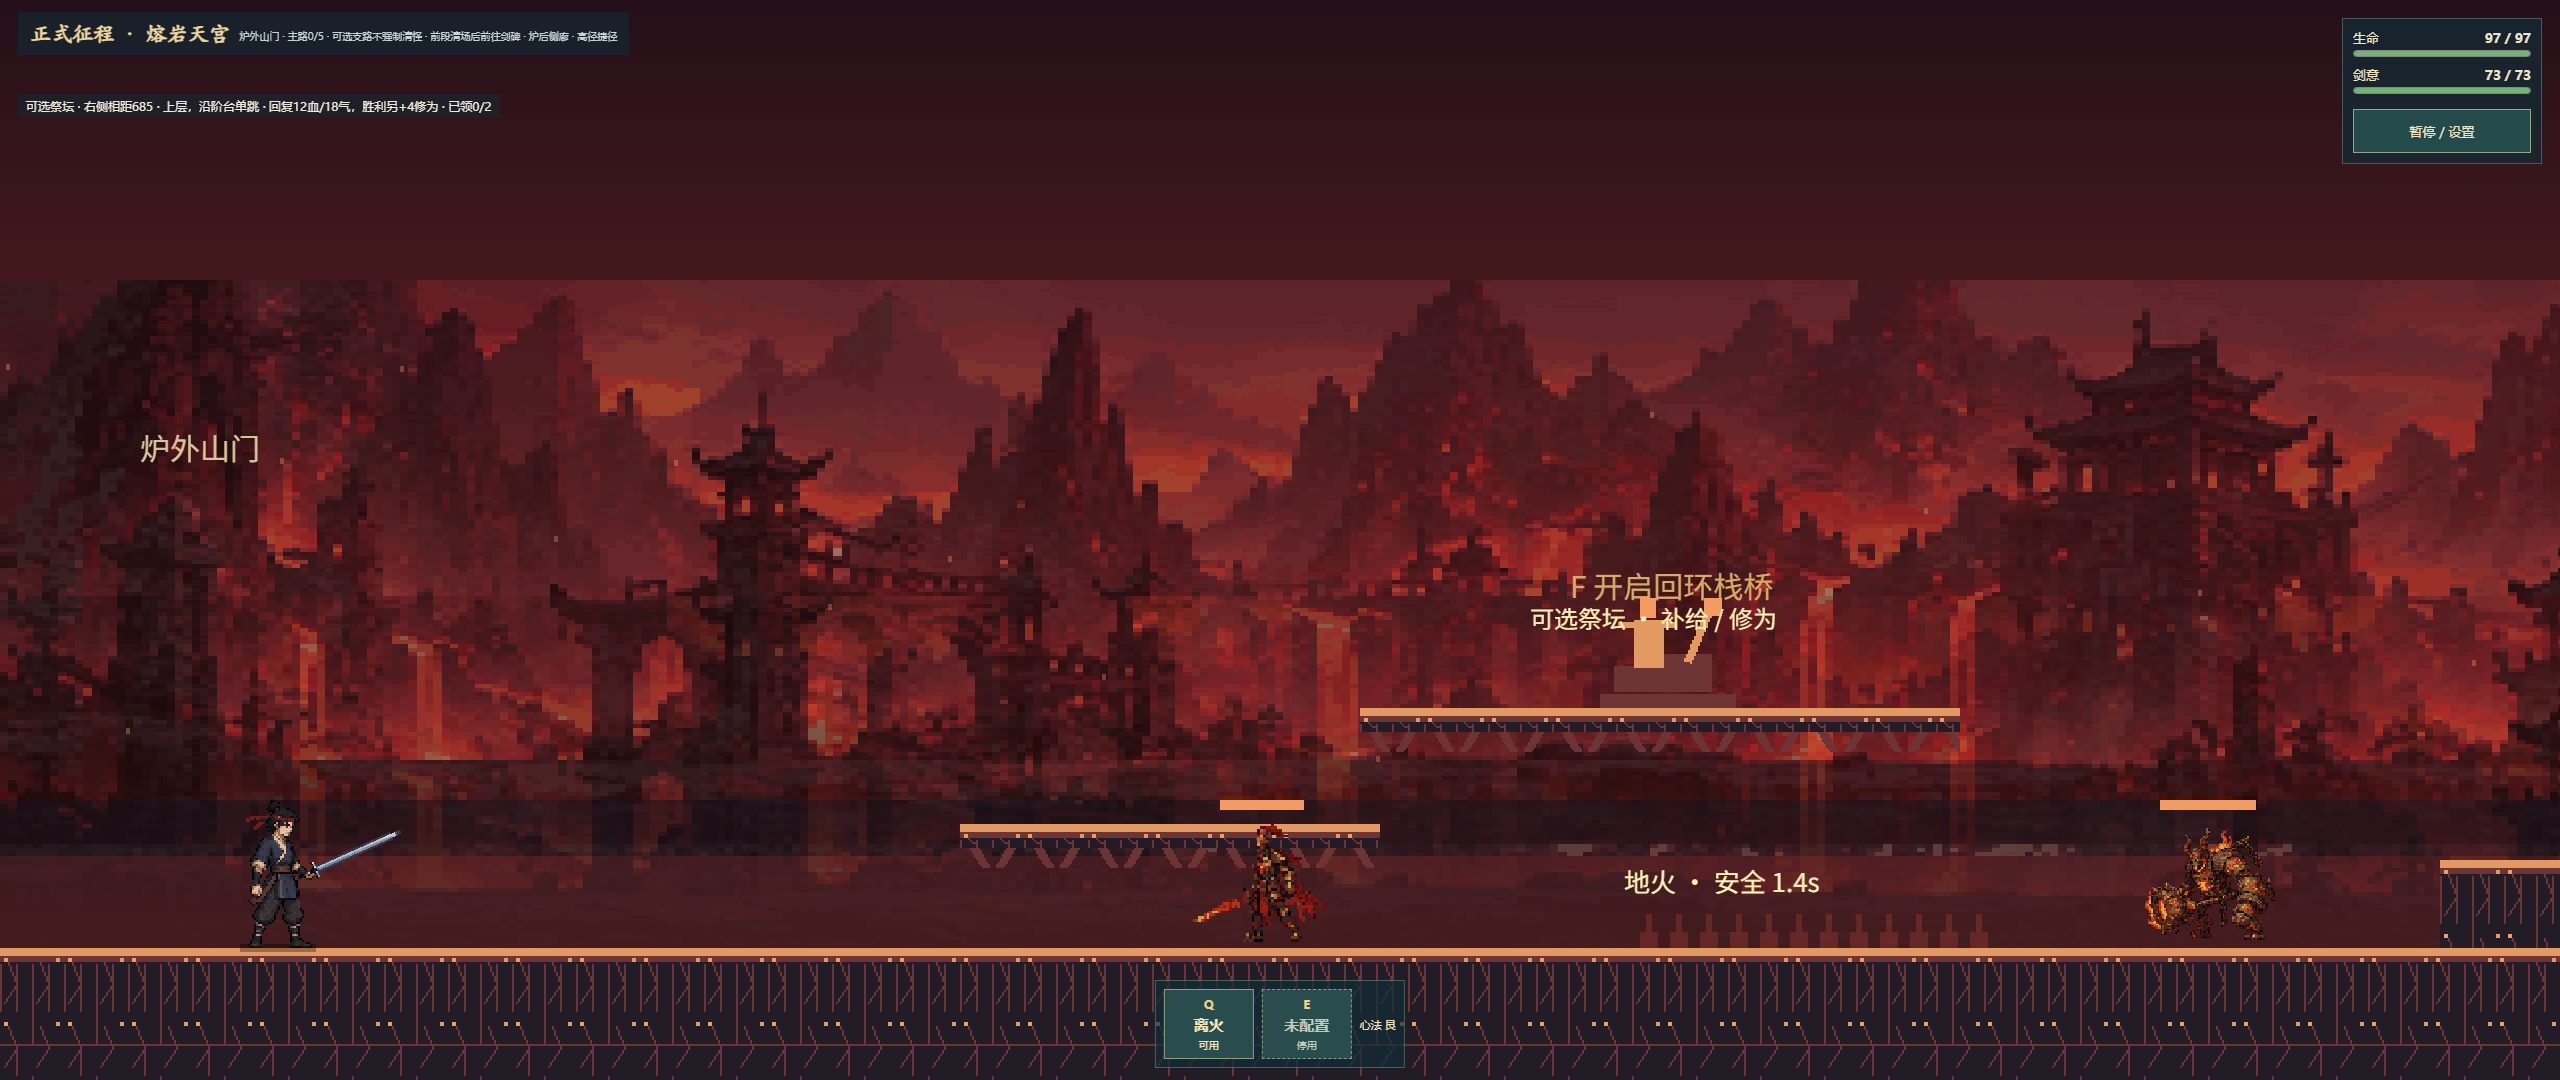 正式征程 · 熔岩天宫 炉外山门 · 主路0/5 · 可选支路不强制清怪 · 前段清场后前往剑碑 · 炉后侧廊 · 高径捷径
可选祭坛 · 右侧相距685 · 上层，沿阶台单跳 · 回复12血/18气，胜利另+4修为 · 已领0/2
生命 97 / 97
剑意 73 / 73
暂停 / 设置
炉外山门
F 开启回环栈桥
可选祭坛 · 补给 / 修为
地火 · 安全 1.4s
Q
离火
可用
E
未配置
停用
心法 艮